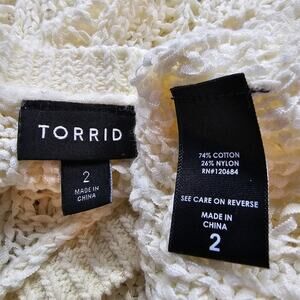 TORRID
2
MADE IN
CHINA
74% COTTON
26% NYLON
RN#120684
SEE CARE ON REVERSE
MADE IN
CHINA
2